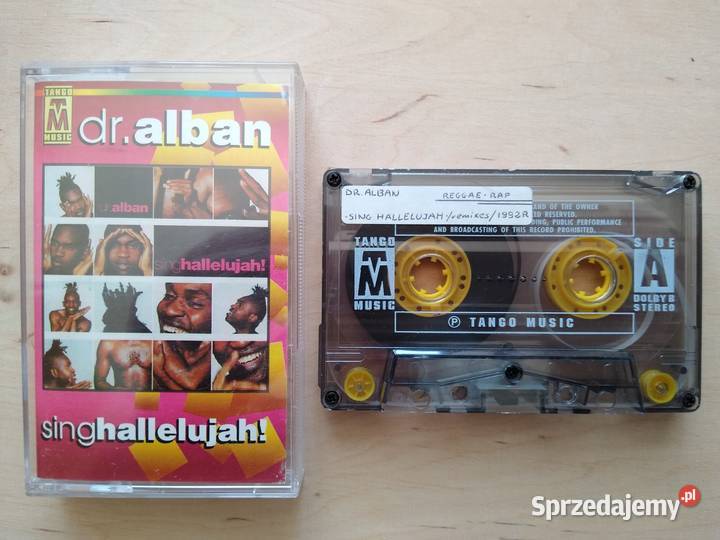 TANGO
TM
MUSIC
dr.alban
dr.alban
singhallelujah!
singhallelujah!
DR. ALBAN REGGAE-RAP
-SING HALLELUJAH-/remixes/1992R
AND OF THE OWNER
ED RESERVED.
DING, PUBLIC PERFORMANCE
AND BROADCASTING OF THIS RECORD PROHIBITED.
TANGO
TM
MUSIC
SIDE
A
DOLBY B
STEREO
Ⓟ TANGO MUSIC
Sprzedajemy.pl